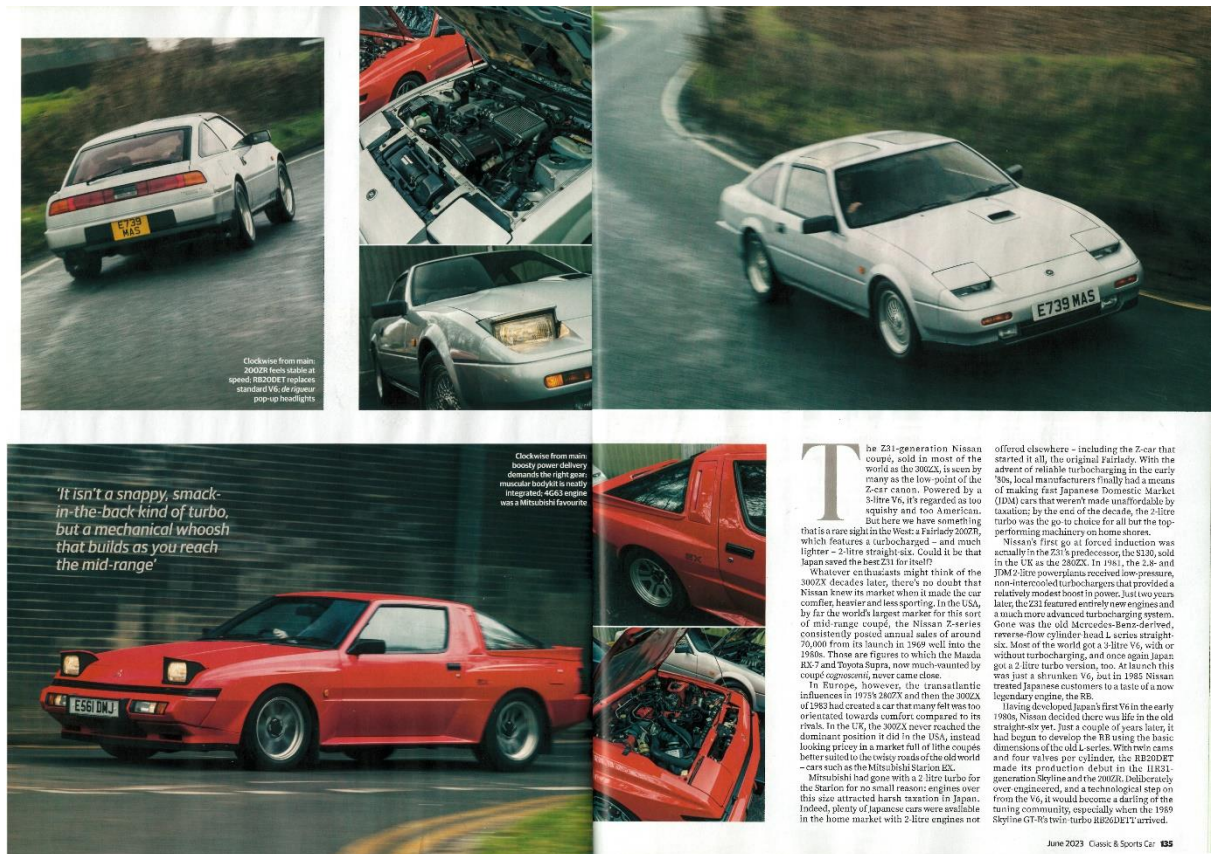 E739
MAS
Clockwise from main:
200ZR feels stable at
speed; RB20DET replaces
standard V6; de rigueur
pop-up headlights
E739 MAS
'It isn't a snappy, smack-
in-the-back kind of turbo,
but a mechanical whoosh
that builds as you reach
the mid-range'
Clockwise from main:
boosty power delivery
demands the right gear;
muscular bodykit is neatly
integrated; 4G63 engine
was a Mitsubishi favourite
E561 DMJ
The Z31-generation Nissan
coupé, sold in most of the
world as the 300ZX, is seen by
many as the low-point of the
Z-car canon. Powered by a
3-litre V6, it's regarded as too
squishy and too American.
But here we have something
that is a rare sight in the West: a Fairlady 200ZR,
which features a turbocharged – and much
lighter – 2-litre straight-six. Could it be that
Japan saved the best Z31 for itself?
Whatever enthusiasts might think of the
300ZX decades later, there's no doubt that
Nissan knew its market when it made the car
comfier, heavier and less sporting. In the USA,
by far the world's largest market for this sort
of mid-range coupé, the Nissan Z-series
consistently posted annual sales of around
70,000 from its launch in 1969 well into the
1980s. Those are figures to which the Mazda
RX-7 and Toyota Supra, now much-vaunted by
coupé cognoscenti, never came close.
In Europe, however, the transatlantic
influences in 1975's 280ZX and then the 300ZX
of 1983 had created a car that many felt was too
orientated towards comfort compared to its
rivals. In the UK, the 300ZX never reached the
dominant position it did in the USA, instead
looking pricey in a market full of lithe coupés
better suited to the twisty roads of the old world
– cars such as the Mitsubishi Starion EX.
Mitsubishi had gone with a 2-litre turbo for
the Starion for no small reason: engines over
this size attracted harsh taxation in Japan.
Indeed, plenty of Japanese cars were available
in the home market with 2-litre engines not
offered elsewhere – including the Z-car that
started it all, the original Fairlady. With the
advent of reliable turbocharging in the early
'80s, local manufacturers finally had a means
of making fast Japanese Domestic Market
(JDM) cars that weren't made unaffordable by
taxation; by the end of the decade, the 2-litre
turbo was the go-to choice for all but the top-
performing machinery on home shores.
Nissan's first go at forced induction was
actually in the Z31's predecessor, the S130, sold
in the UK as the 280ZX. In 1981, the 2.8- and
JDM 2-litre powerplants received low-pressure,
non-intercooled turbochargers that provided a
relatively modest boost in power. Just two years
later, the Z31 featured entirely new engines and
a much more advanced turbocharging system.
Gone was the old Mercedes-Benz-derived,
reverse-flow cylinder-head L series straight-
six. Most of the world got a 3-litre V6, with or
without turbocharging, and once again Japan
got a 2-litre turbo version, too. At launch this
was just a shrunken V6, but in 1985 Nissan
treated Japanese customers to a taste of a now
legendary engine, the RB.
Having developed Japan's first V6 in the early
1980s, Nissan decided there was life in the old
straight-six yet. Just a couple of years later, it
had begun to develop the RB using the basic
dimensions of the old L-series. With twin cams
and four valves per cylinder, the RB20DET
made its production debut in the HR31-
generation Skyline and the 200ZR. Deliberately
over-engineered, and a technological step on
from the V6, it would become a darling of the
tuning community, especially when the 1989
Skyline GT-R's twin-turbo RB26DETT arrived.
June 2023 Classic & Sports Car 135